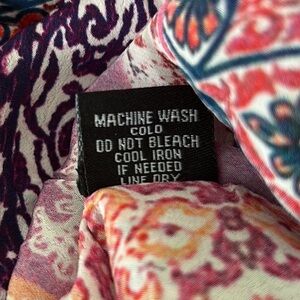 MACHINE WASH
COLD
DO NOT BLEACH
COOL IRON
IF NEEDED
LINE DRY